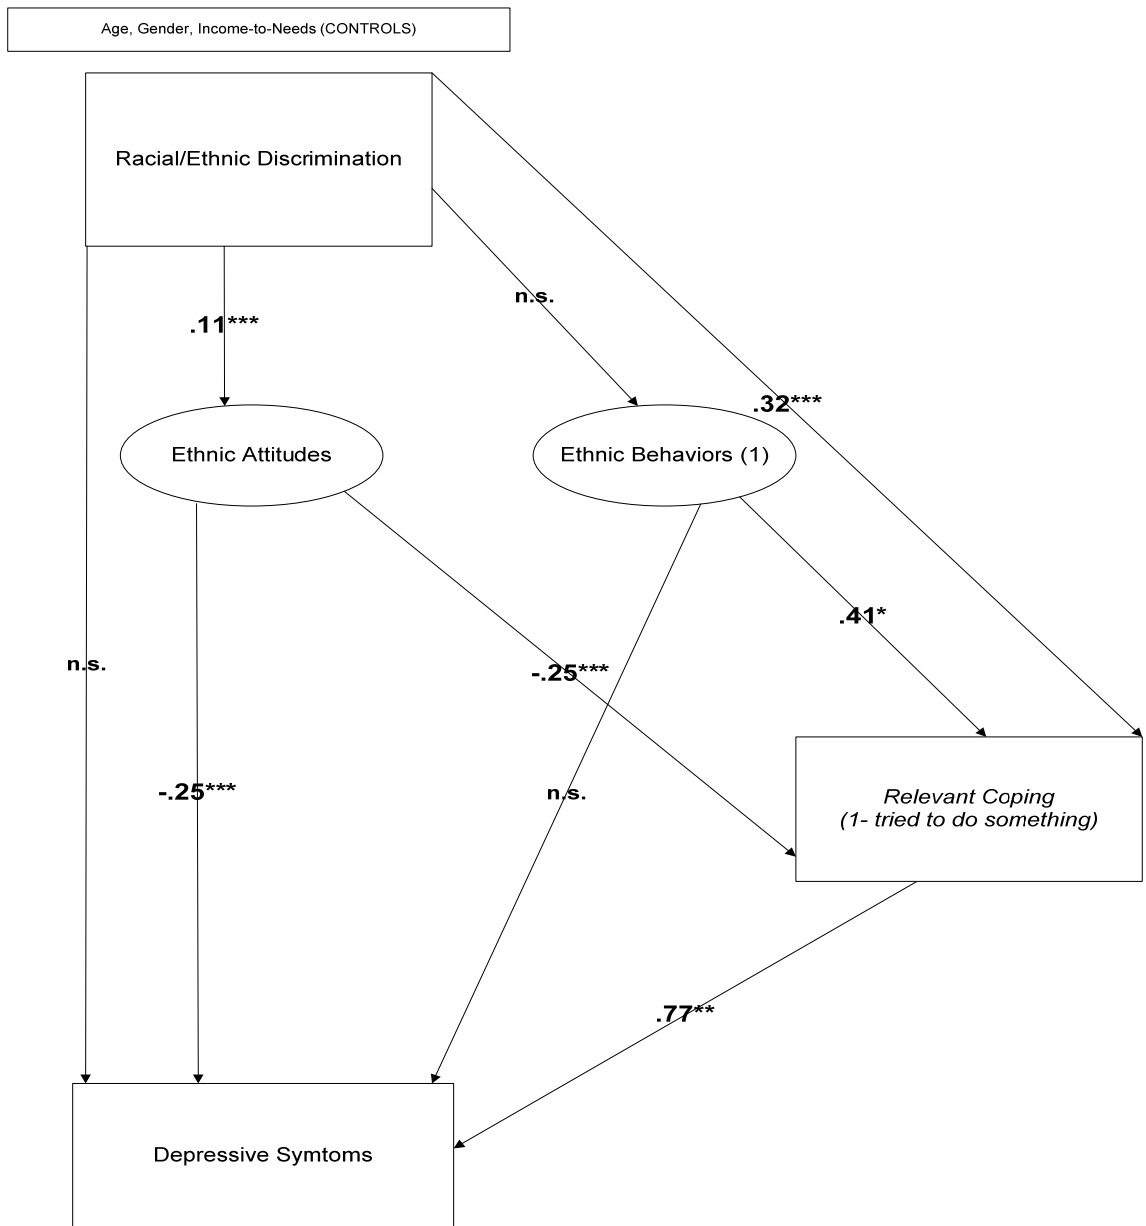 Age, Gender, Income-to-Needs (CONTROLS)
Racial/Ethnic Discrimination
n.s.
.11***
.32***
Ethnic Attitudes
Ethnic Behaviors (1)
.41*
n.s.
-.25***
-.25***
n.s.
Relevant Coping
(1- tried to do something)
.77**
Depressive Symtoms